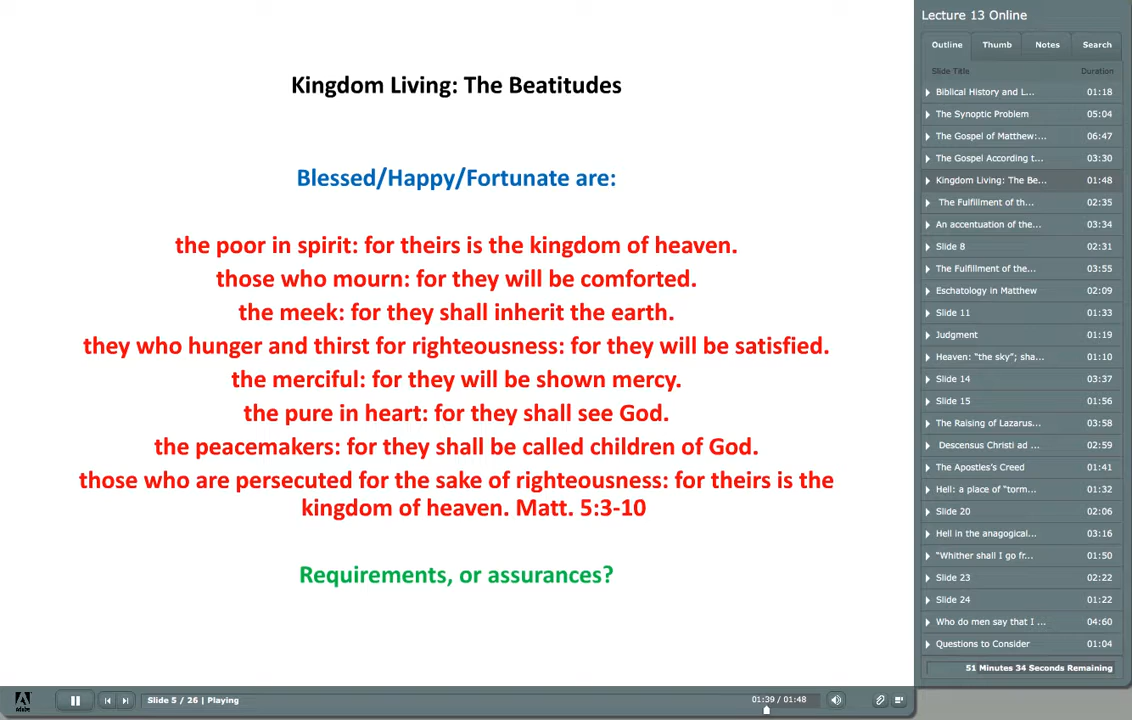 Kingdom Living: The Beatitudes
Blessed/Happy/Fortunate are:
the poor in spirit: for theirs is the kingdom of heaven.
those who mourn: for they will be comforted.
the meek: for they shall inherit the earth.
they who hunger and thirst for righteousness: for they will be satisfied.
the merciful: for they will be shown mercy.
the pure in heart: for they shall see God.
the peacemakers: for they shall be called children of God.
those who are persecuted for the sake of righteousness: for theirs is the
kingdom of heaven. Matt. 5:3-10
Requirements, or assurances?
Lecture 13 Online
Outline Thumb Notes Search
Slide Title Duration
Biblical History and L... 01:18
The Synoptic Problem 05:04
The Gospel of Matthew:... 06:47
The Gospel According t... 03:30
Kingdom Living: The Be... 01:48
The Fulfillment of th... 02:35
An accentuation of the... 03:34
Slide 8 02:31
The Fulfillment of the... 03:55
Eschatology in Matthew 02:09
Slide 11 01:33
Judgment 01:19
Heaven: “the sky”; sha... 01:10
Slide 14 03:37
Slide 15 01:56
The Raising of Lazarus... 03:58
Descensus Christi ad ... 02:59
The Apostles’s Creed 01:41
Hell: a place of “torm... 01:32
Slide 20 02:06
Hell in the anagogical... 03:16
“Whither shall I go fr... 01:50
Slide 23 02:22
Slide 24 01:22
Who do men say that I ... 04:60
Questions to Consider 01:04
51 Minutes 34 Seconds Remaining
Adobe
Slide 5 / 26 | Playing
01:39 / 01:48